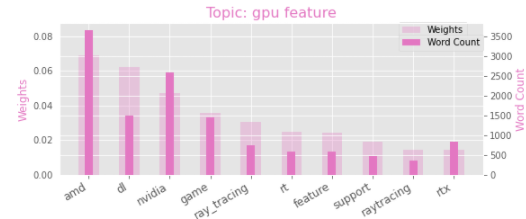 Topic: gpu feature
Weights
Word Count
0.08
0.06
0.04
0.02
0.00
3500
3000
2500
2000
1500
1000
500
0
Weights
Word Count
amd
dl
nvidia
game
ray_tracing
rt
feature
support
raytracing
rtx